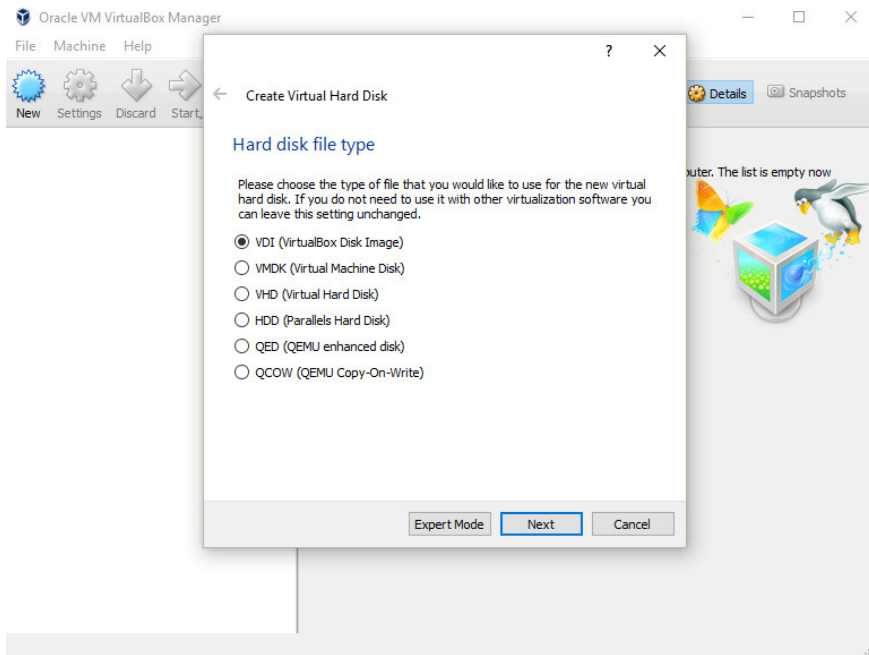 Oracle VM VirtualBox Manager
File Machine Help
? X
New Settings Discard Start
Create Virtual Hard Disk
Details Snapshots
Hard disk file type
The list is empty now
Please choose the type of file that you would like to use for the new virtual
hard disk. If you do not need to use it with other virtualization software you
can leave this setting unchanged.
VDI (VirtualBox Disk Image)
VMDK (Virtual Machine Disk)
VHD (Virtual Hard Disk)
HDD (Parallels Hard Disk)
QED (QEMU enhanced disk)
QCOW (QEMU Copy-On-Write)
Expert Mode Next Cancel